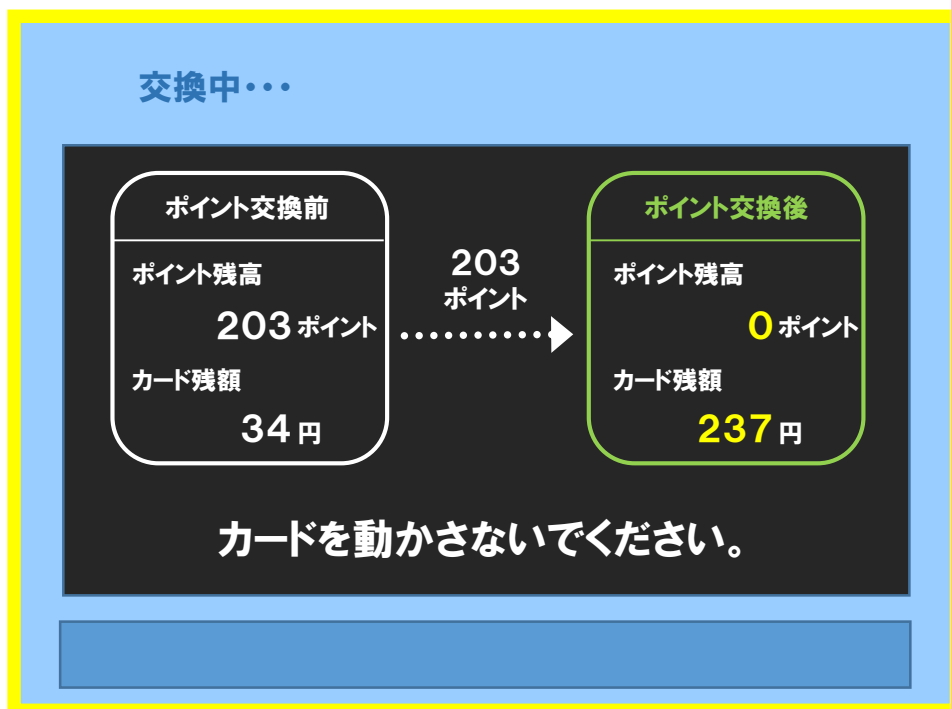 交換中・・・
ポイント交換前
ポイント残高
203ポイント
カード残額
34円
203
ポイント
ポイント交換後
ポイント残高
0ポイント
カード残額
237円
カードを動かさないでください。